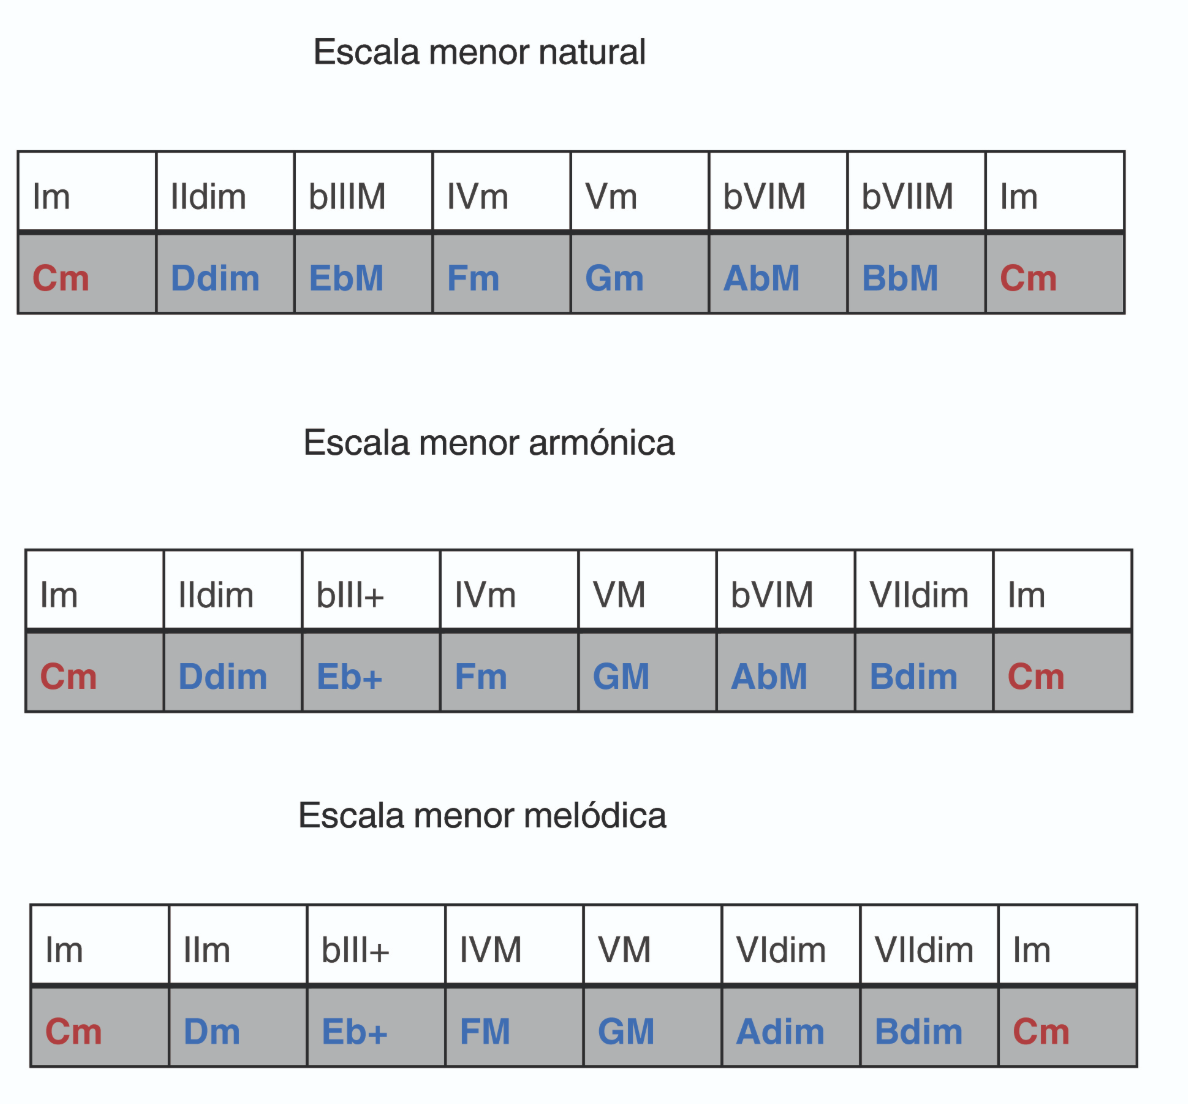 Escala menor natural
Im IIdim bIIIM IVm Vm bVIM bVIIM Im
Cm Ddim EbM Fm Gm AbM BbM Cm
Escala menor armónica
Im IIdim bIII+ IVm VM bVIM VIIdim Im
Cm Ddim Eb+ Fm GM AbM Bdim Cm
Escala menor melódica
Im IIm bIII+ IVM VM VIdim VIIdim Im
Cm Dm Eb+ FM GM Adim Bdim Cm